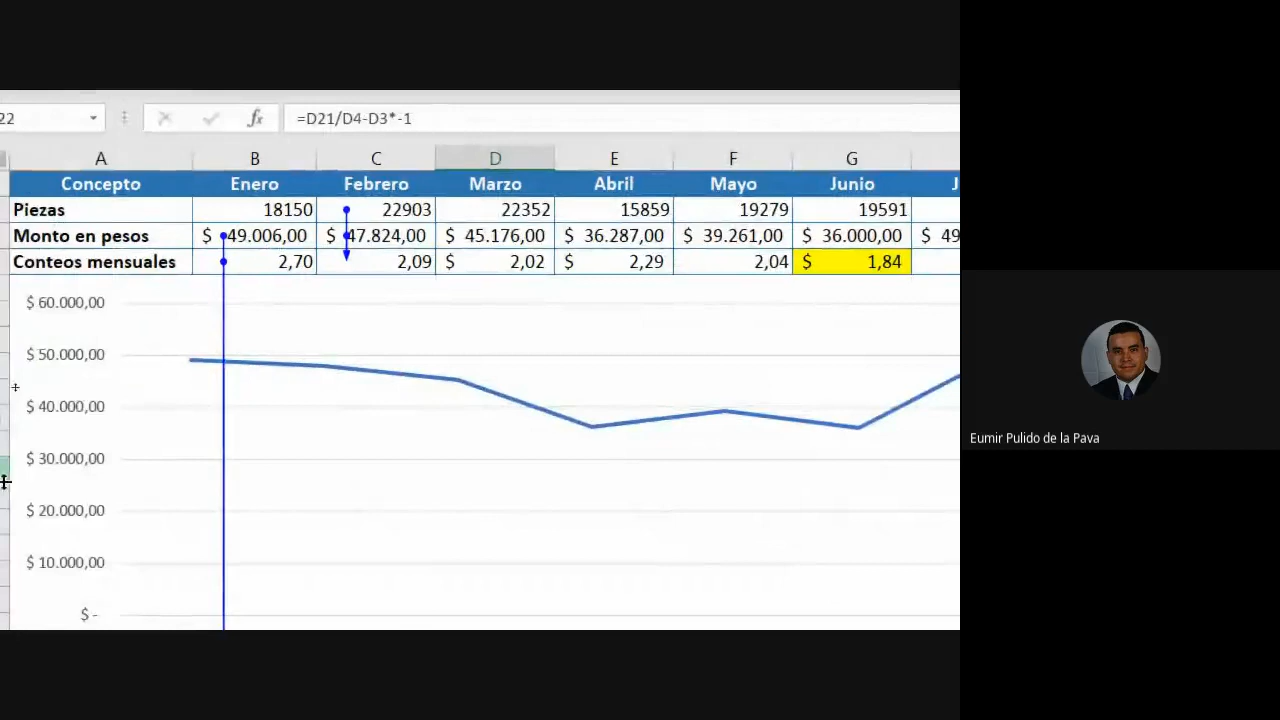 22 fx =D21/D4-D3*-1
A B C D E F G
Concepto Enero Febrero Marzo Abril Mayo Junio J
Piezas 18150 22903 22352 15859 19279 19591
Monto en pesos $ 49.006,00 $ 47.824,00 $ 45.176,00 $ 36.287,00 $ 39.261,00 $ 36.000,00 $ 49
Conteos mensuales 2,70 2,09 $ 2,02 $ 2,29 2,04 $ 1,84
$ 60.000,00
$ 50.000,00
$ 40.000,00
$ 30.000,00
$ 20.000,00
$ 10.000,00
$ -
Eumir Pulido de la Pava